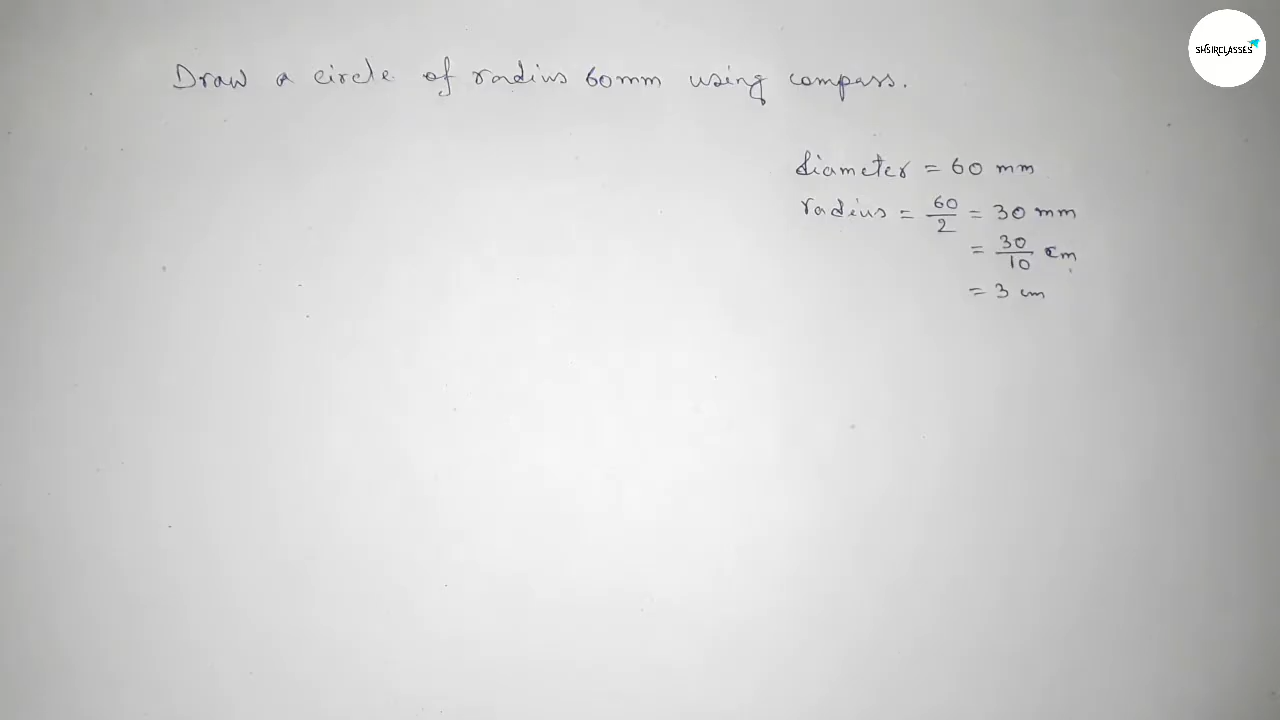 SHSIRCLASSES
Draw a circle of radius 60mm using compass.
diameter = 60 mm
radius = 60/2 = 30 mm
= 30/10 cm
= 3 cm